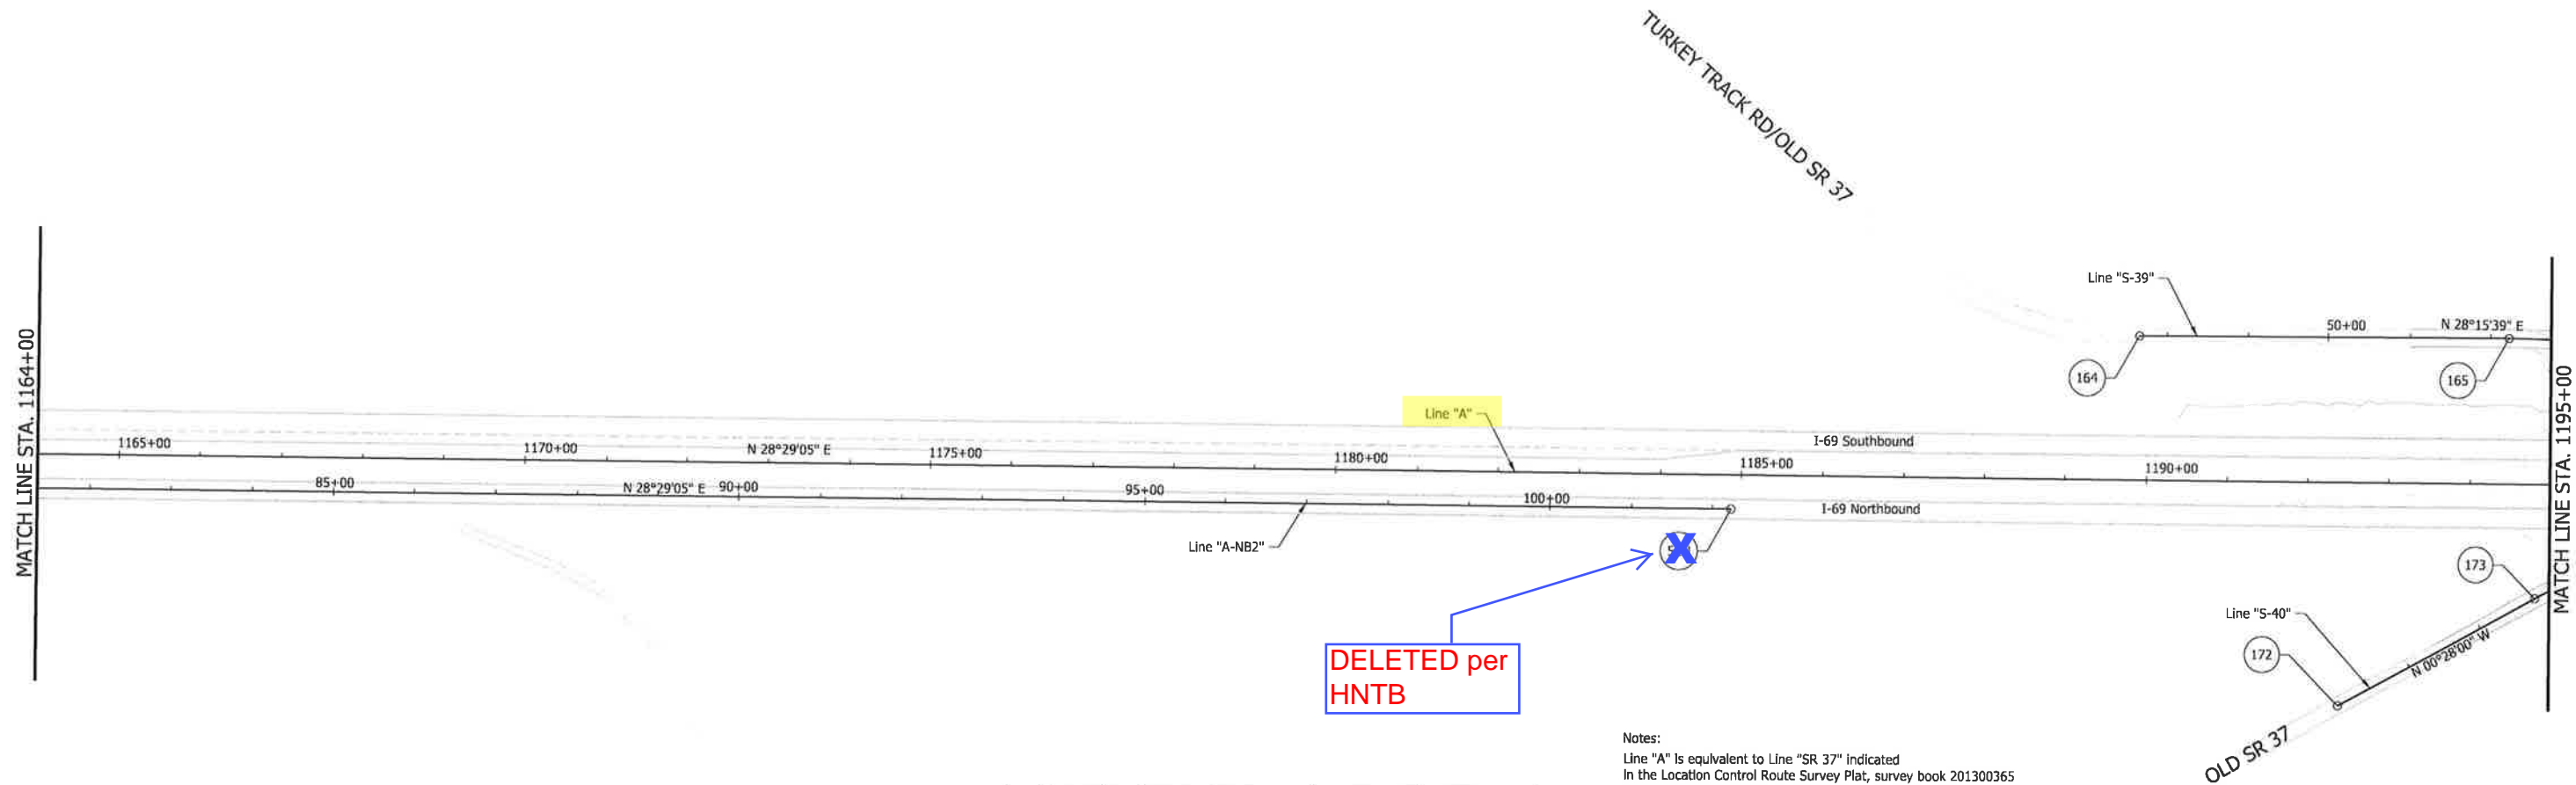 TURKEY TRACK RD/OLD SR 37
MATCH LINE STA. 1164+00
Line "S-39"
50+00
N 28°15'39" E
164
165
MATCH LINE STA. 1195+00
Line "A"
I-69 Southbound
1165+00
1170+00
N 28°29'05" E
1175+00
1180+00
1185+00
1190+00
85+00
N 28°29'05" E
90+00
95+00
100+00
I-69 Northbound
Line "A-NB2"
X
173
Line "S-40"
172
N 00°28'00" W
DELETED per
HNTB
OLD SR 37
Notes:
Line "A" is equivalent to Line "SR 37" indicated
In the Location Control Route Survey Plat, survey book 201300365